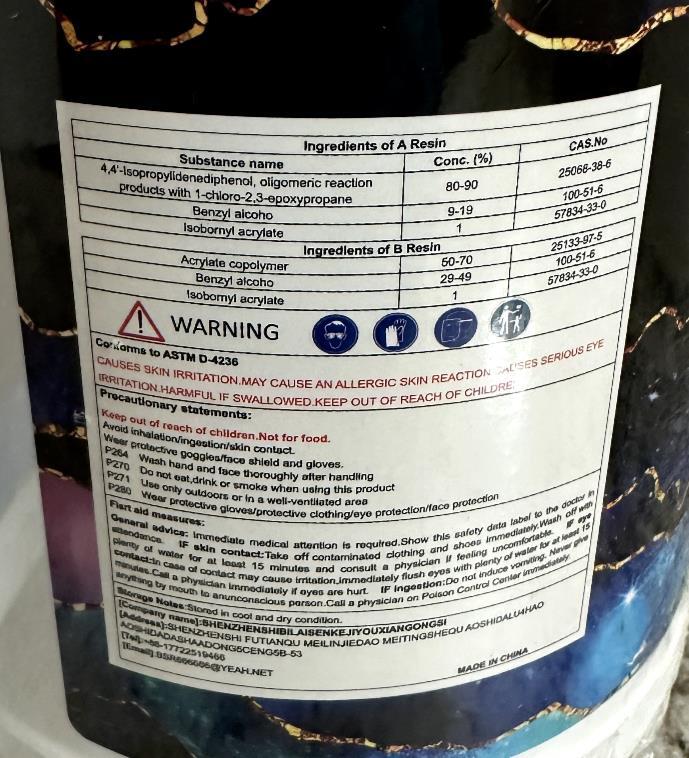 Ingredients of A Resin
Substance name Conc. (%) CAS.No
4,4'-Isopropylidenediphenol, oligomeric reaction
products with 1-chloro-2,3-epoxypropane 80-90 25068-38-6
Benzyl alcoho 9-19 100-51-6
Isobornyl acrylate 1 57834-33-0
Ingredients of B Resin
Acrylate copolymer 50-70 25133-97-5
Benzyl alcoho 29-49 100-51-6
Isobornyl acrylate 1 57834-33-0
WARNING
Conforms to ASTM D-4236
CAUSES SKIN IRRITATION.MAY CAUSE AN ALLERGIC SKIN REACTION CAUSES SERIOUS EYE
IRRITATION.HARMFUL IF SWALLOWED.KEEP OUT OF REACH OF CHILDRE
Precautionary statements:
Keep out of reach of children.Not for food.
Avoid inhalation/ingestion/skin contact.
Wear protective goggles/face shield and gloves.
P264 Wash hand and face thoroughly after handling
P270 Do not eat,drink or smoke when using this product
P271 Use only outdoors or in a well-ventilated area
P280 Wear protective gloves/protective clothing/eye protection/face protection
First aid measures:
General advice: Immediate medical attention is required.Show this safety data label to the doctor in
attendance. IF skin contact:Take off contaminated clothing and shoes immediately.Wash off with
plenty of water for at least 15 minutes and consult a physician if feeling uncomfortable. IF eye
contact:In case of contact may cause irritation,immediately flush eyes with plenty of water for at least 15
minutes.Call a physician immediately if eyes are hurt. IF ingestion:Do not induce vomiting. Never give
anything by mouth to anunconscious parson.Call a physician on Poison Control Center immediately.
Storage Notes:Stored in cool and dry condition.
[Company name]:SHENZHENSHIBILAISENKEJIYOUXIANGONGSI
[Address]:SHENZHENSHI FUTIANQU MEILINJIEDAO MEITINGSHEQU AOSHIDALU4HAO
AOSHIDADASHAADONG5CENG5B-53
[Tel]:+86-17722519460
[Email]:BSR666666@YEAH.NET
MADE IN CHINA